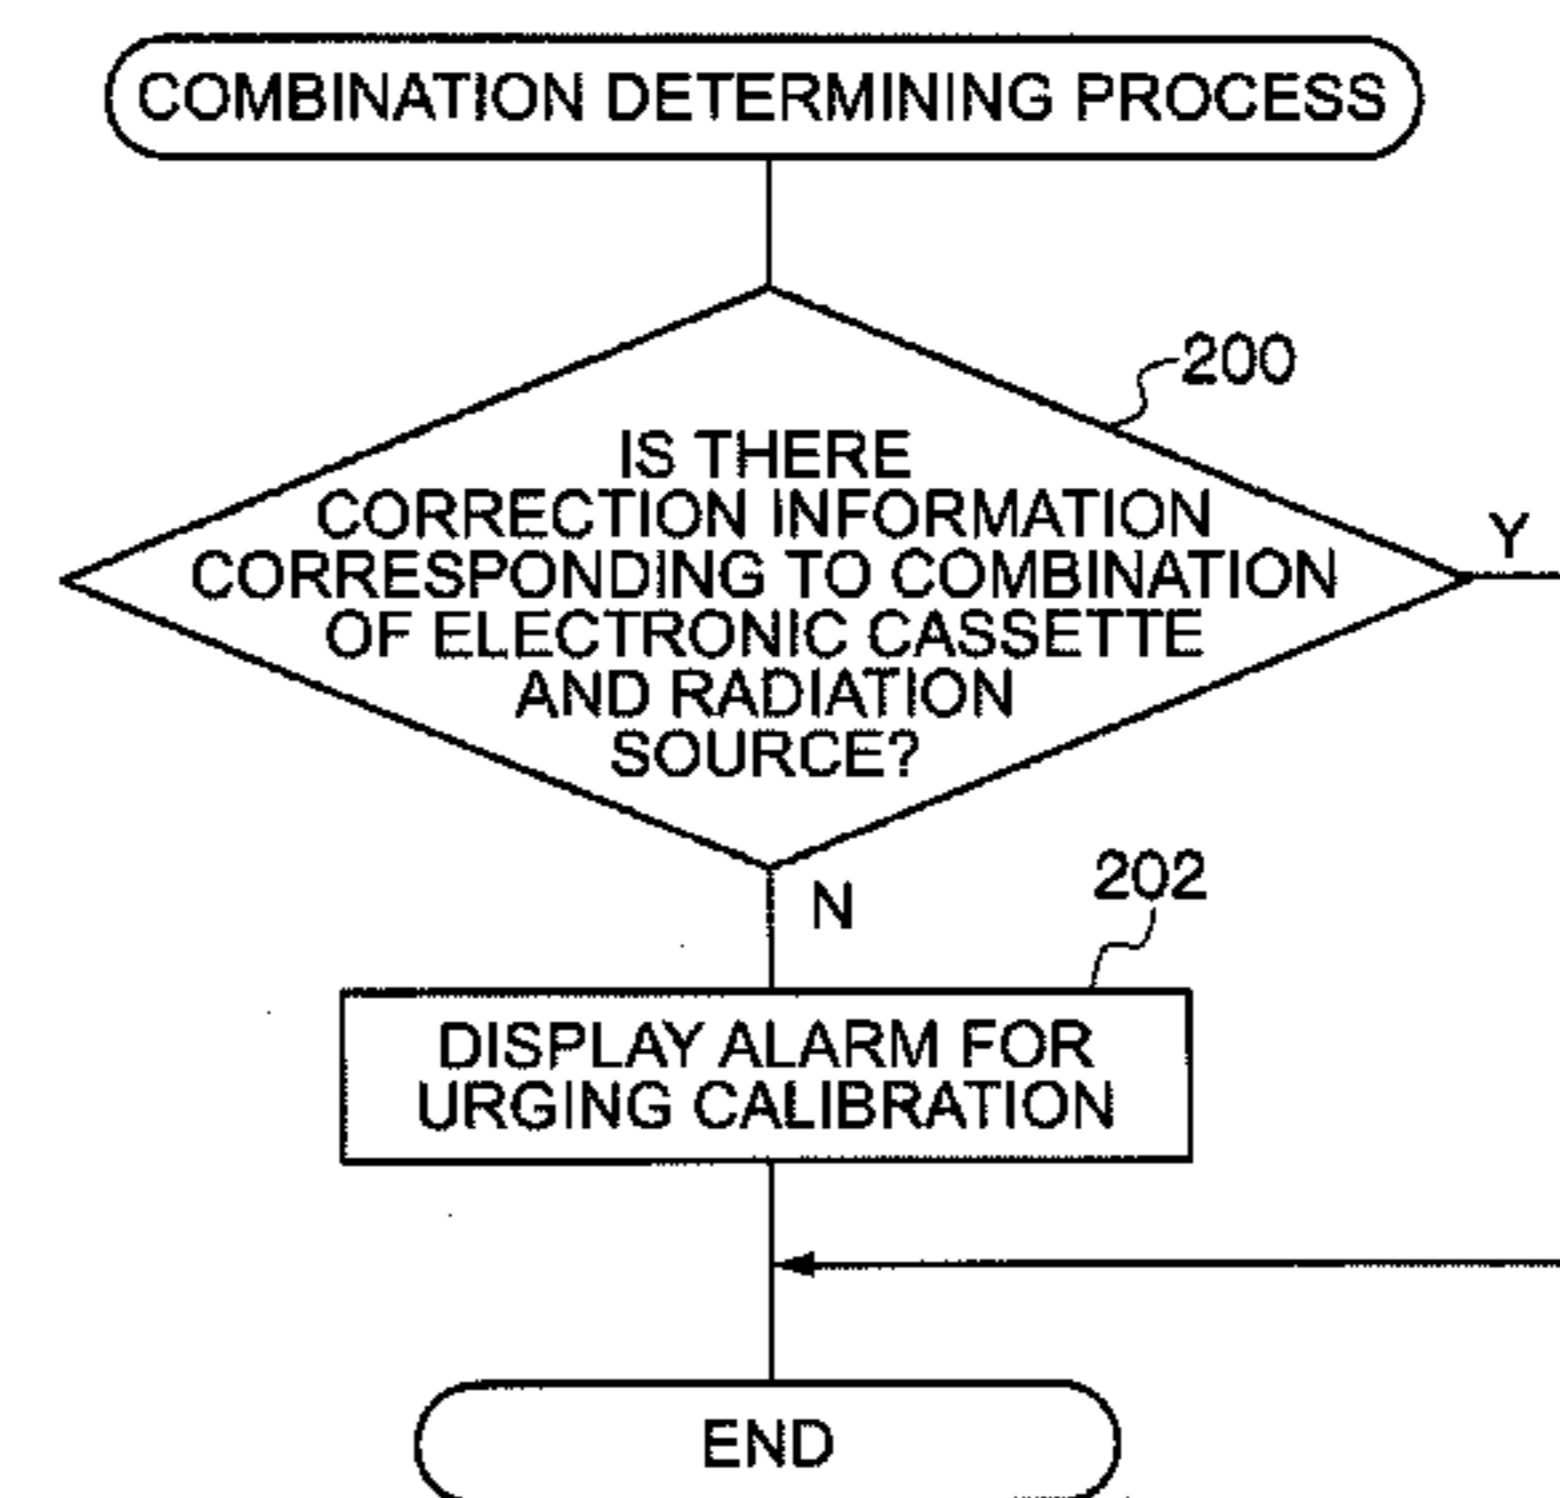 COMBINATION DETERMINING PROCESS
200
IS THERE
CORRECTION INFORMATION
CORRESPONDING TO COMBINATION
OF ELECTRONIC CASSETTE
AND RADIATION
SOURCE?
Y
N
202
DISPLAY ALARM FOR
URGING CALIBRATION
END